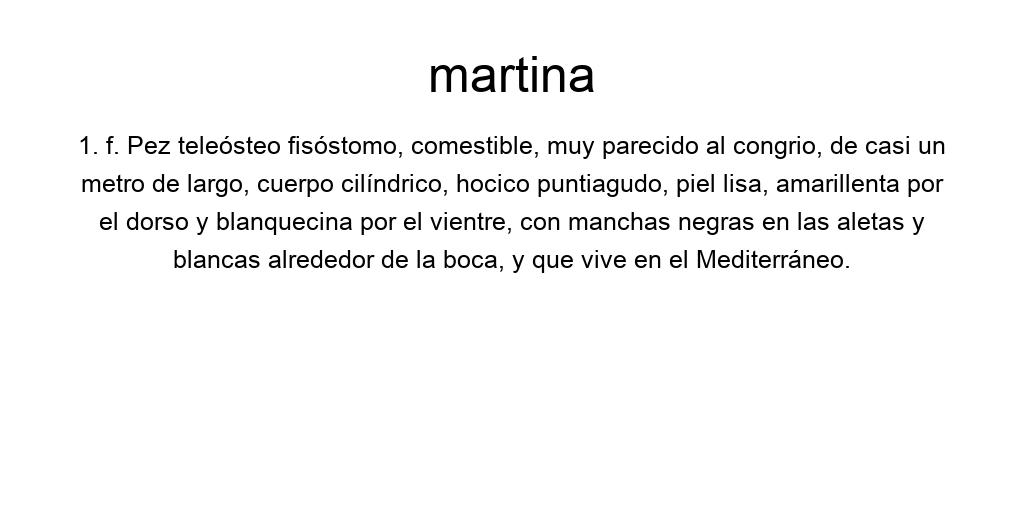 martina
1. f. Pez teleósteo fisóstomo, comestible, muy parecido al congrio, de casi un
metro de largo, cuerpo cilíndrico, hocico puntiagudo, piel lisa, amarillenta por
el dorso y blanquecina por el vientre, con manchas negras en las aletas y
blancas alrededor de la boca, y que vive en el Mediterráneo.